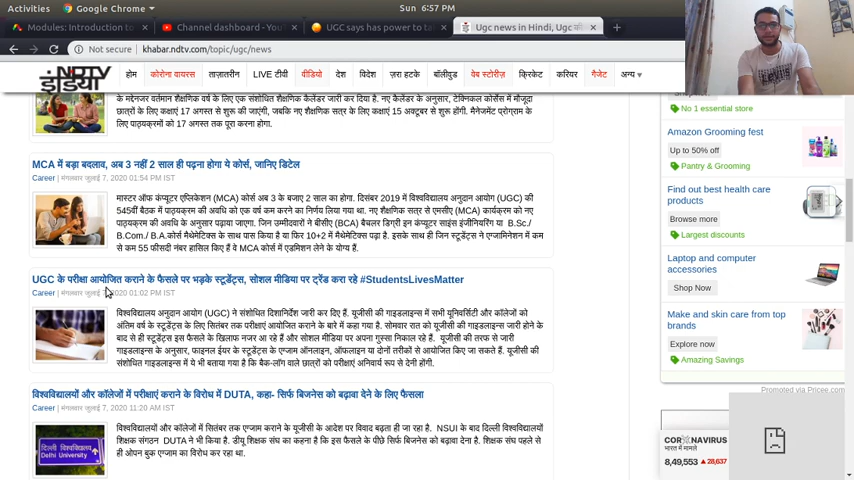 Activities Google Chrome Sun 6:57 PM
Modules: Introduction to Channel dashboard - YouT UGC says has power to ta Ugc news in Hindi, Ugc
Not secure khabar.ndtv.com/topic/ugc/news
NDTV
इंडिया
होम कोरोना वायरस ताज़ातरीन LIVE टीवी वीडियो देश विदेश ज़रा हटके बॉलीवुड वेब स्टोरीज़ क्रिकेट करियर गैजेट अन्य
के मद्देनजर वर्तमान शैक्षणिक वर्ष के लिए एक संशोधित शैक्षणिक कैलेंडर जारी कर दिया है. नए कैलेंडर के अनुसार, टेक्निकल कोर्सेस में मौजूदा
छात्रों के लिए कक्षाएं 17 अगस्त से शुरू की जाएंगी, जबकि नए शैक्षणिक सत्र के लिए कक्षाएं 15 अक्टूबर से शुरू होंगी. मैनेजमेंट प्रोग्राम के
लिए पाठ्यक्रमों को 17 अगस्त तक पूरा करना होगा.
MCA में बड़ा बदलाव, अब 3 नहीं 2 साल ही पढ़ना होगा ये कोर्स, जानिए डिटेल
Career | मंगलवार जुलाई 7, 2020 01:54 PM IST
मास्टर ऑफ कंप्यूटर एप्लिकेशन (MCA) कोर्स अब 3 के बजाए 2 साल का होगा. दिसंबर 2019 में विश्वविद्यालय अनुदान आयोग (UGC) की
545वीं बैठक में पाठ्यक्रम की अवधि को एक वर्ष कम करने का निर्णय लिया गया था. नए शैक्षणिक सत्र से एमसीए (MCA) कार्यक्रम को नए
पाठ्यक्रम की अवधि के अनुसार पढ़ाया जाएगा. जिन उम्मीदवारों ने बीसीए (BCA) बैचलर डिग्री इन कंप्यूटर साइंस इंजीनियरिंग या B.Sc./
B.Com./ B.A.कोर्स मैथेमेटिक्स के साथ पास किया है या फिर 10+2 में मैथेमेटिक्स पढ़ा है. इसके साथ ही जिन स्टूडेंट्स ने एग्जामिनेशन में कम
से कम 55 फीसदी नंबर हासिल किए हैं वे MCA कोर्स में एडमिशन लेने के योग्य हैं.
UGC के परीक्षा आयोजित कराने के फैसले पर भड़के स्टूडेंट्स, सोशल मीडिया पर ट्रेंड करा रहे #StudentsLivesMatter
Career | मंगलवार जुलाई 7, 2020 01:02 PM IST
विश्वविद्यालय अनुदान आयोग (UGC) ने संशोधित दिशानिर्देश जारी कर दिए हैं. यूजीसी की गाइडलाइन्स में सभी यूनिवर्सिटी और कॉलेजों को
अंतिम वर्ष के स्टूडेंट्स के लिए सितंबर तक परीक्षाएं आयोजित कराने के बारे में कहा गया है. सोमवार रात को यूजीसी की गाइडलाइन्स जारी होने के
बाद से ही स्टूडेंट्स इस फैसले के खिलाफ नजर आ रहे हैं और सोशल मीडिया पर अपना गुस्सा निकाल रहे हैं. यूजीसी की तरफ से जारी
गाइडलाइन्स के अनुसार, फाइनल ईयर के स्टूडेंट्स के एग्जाम ऑनलाइन, ऑफलाइन या दोनों तरीकों से आयोजित किए जा सकते हैं. यूजीसी की
संशोधित गाइडलाइन्स में ये भी बताया गया है कि बैक-लॉग वाले छात्रों को परीक्षाएं अनिवार्य रूप से देनी होंगी.
विश्वविद्यालयों और कॉलेजों में परीक्षाएं कराने के विरोध में DUTA, कहा- सिर्फ बिजनेस को बढ़ावा देने के लिए फैसला
Career | मंगलवार जुलाई 7, 2020 11:20 AM IST
विश्वविद्यालयों और कॉलेजों में सितंबर तक एग्जाम कराने के यूजीसी के आदेश पर विवाद बढ़ता ही जा रहा है. NSUI के बाद दिल्ली विश्वविद्यालय
शिक्षक संगठन DUTA ने भी किया है. डीयू शिक्षक संघ का कहना है कि इस फैसले के पीछे सिर्फ बिजनेस को बढ़ावा देना है. शिक्षक संघ पहले से
ही ओपन बुक एग्जाम का विरोध कर रहा था.
दिल्ली विश्वविद्यालय
Delhi University
No 1 essential store
Amazon Grooming fest
Up to 50% off
Pantry & Grooming
Find out best health care
products
Browse more
Largest discounts
Laptop and computer
accessories
Shop Now
Make and skin care from top
brands
Explore now
Amazing Savings
Promoted via Pricee.com
CORONAVIRUS
भारत में मामले
8,49,553 28,637